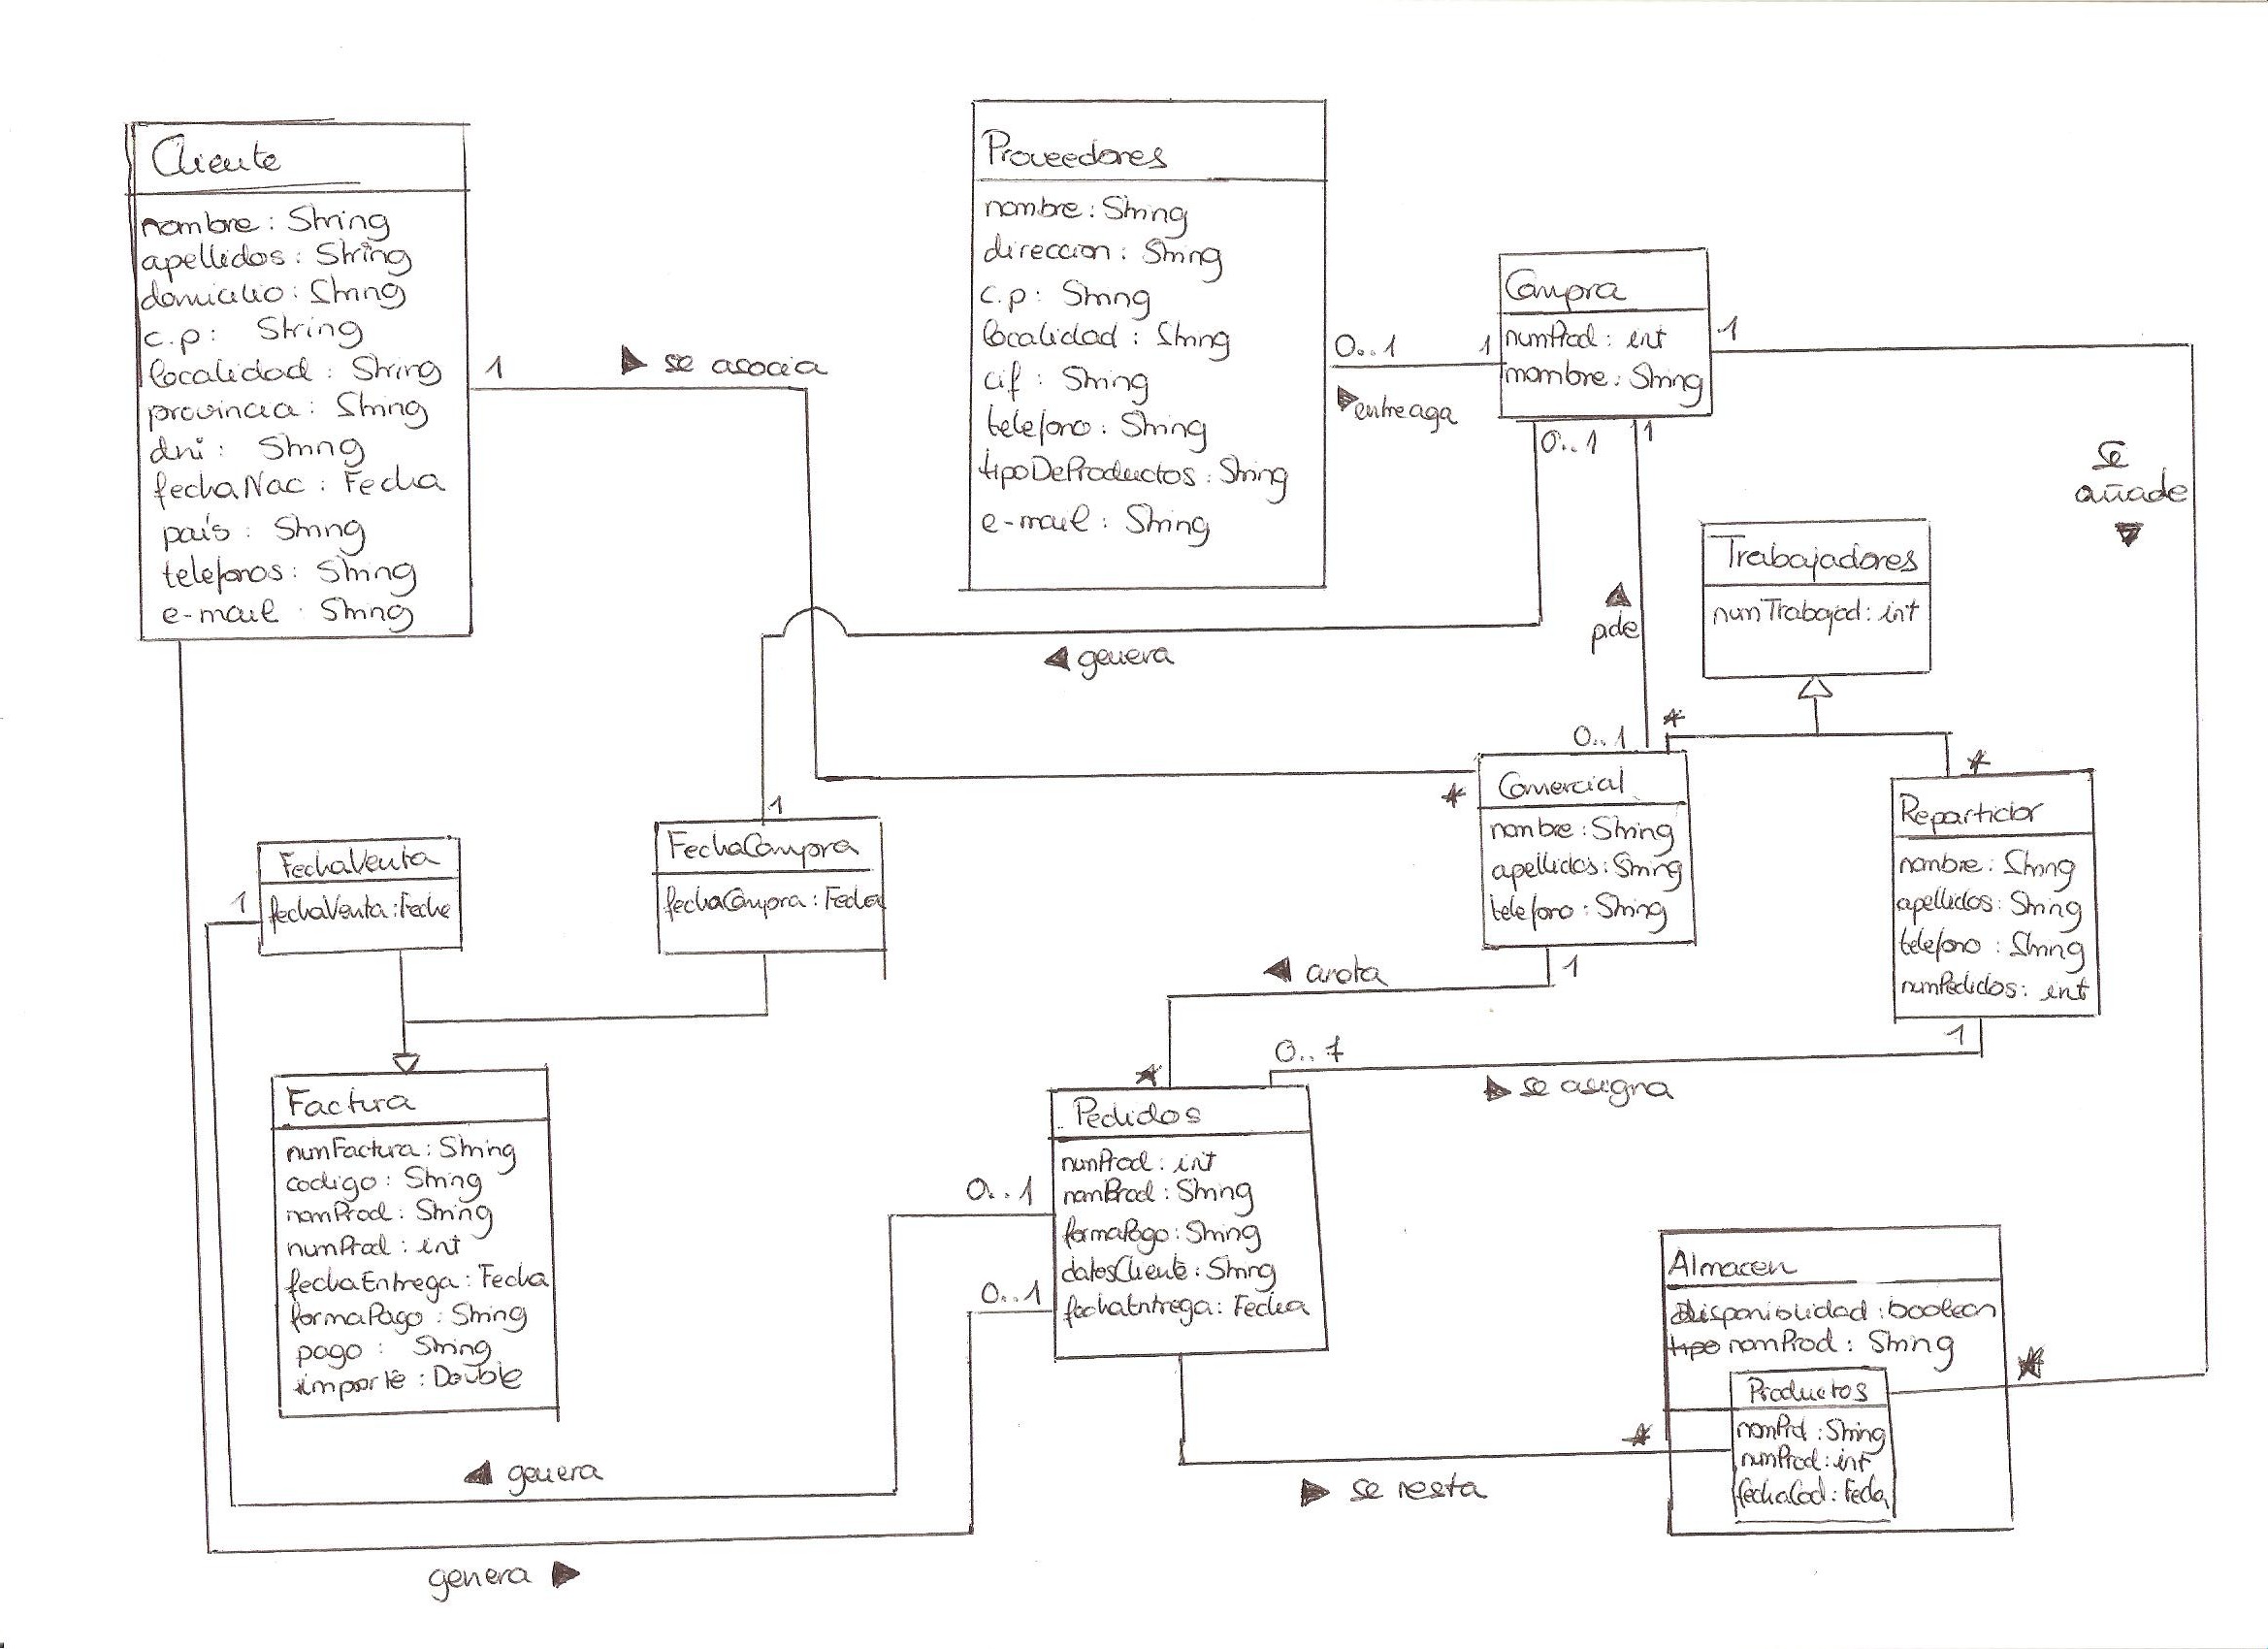 Cliente
nombre : String
apellidos : String
domicilio : String
c.p : String
localidad : String
provincia : String
dni : String
fechaNac : Fecha
país : String
telefonos : String
e-mail : String
Proveedores
nombre : String
direccion : String
c.p : String
localidad : String
cif : String
telefono : String
tipoDeProductos : String
e-mail : String
Compra
numProd : int
nombre : String
1
se asocia
0..1
1
entreaga
1
0..1
1
se
añade
Trabajadores
numTrabajad : int
pide
genera
0..1
*
*
*
1
Comercial
nombre : String
apellidos : String
telefono : String
Repartidor
nombre : String
apellidos : String
telefono : String
numPedidos : int
FechaVenta
fechaVenta : Fecha
1
FechaCompra
fechaCompra : Fecha
anota
1
0..7
1
se asigna
*
Factura
numFactura : String
codigo : String
nomProd : String
numProd : int
fechaEntrega : Fecha
formaPago : String
pago : String
importe : Double
Pedidos
numProd : int
nomProd : String
formaPago : String
datosCliente : String
fechaEntrega : Fecha
0..1
0..1
Almacen
disponibilidad : boolean
tipo nomProd : String
Productos
nomPrd : String
numProd : int
fechaCad : Fecha
*
*
genera
se resta
genera